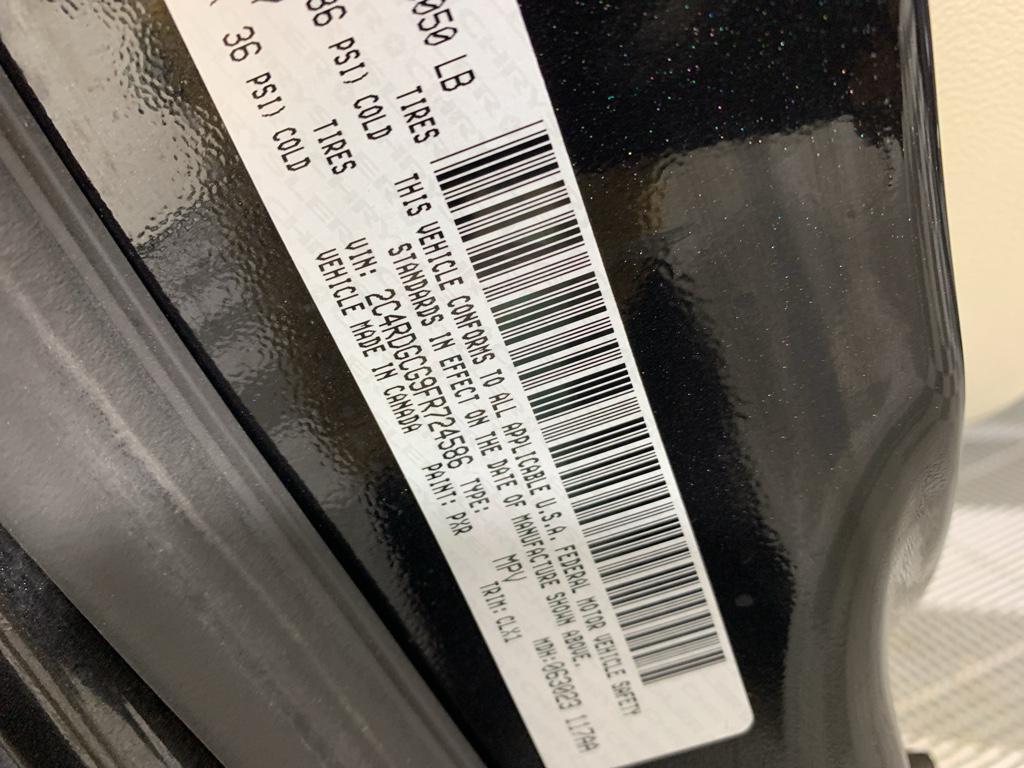 050 LB TIRES
36 PSI) COLD TIRES
36 PSI) COLD
THIS VEHICLE CONFORMS TO ALL APPLICABLE U.S.A. FEDERAL MOTOR VEHICLE SAFETY
STANDARDS IN EFFECT ON THE DATE OF MANUFACTURE SHOWN ABOVE.
VIN: 2C4RDGCG9FR724586 TYPE: MPV MDH: 063023 117AA
VEHICLE MADE IN CANADA PAINT: PXR TRIM: CLX1